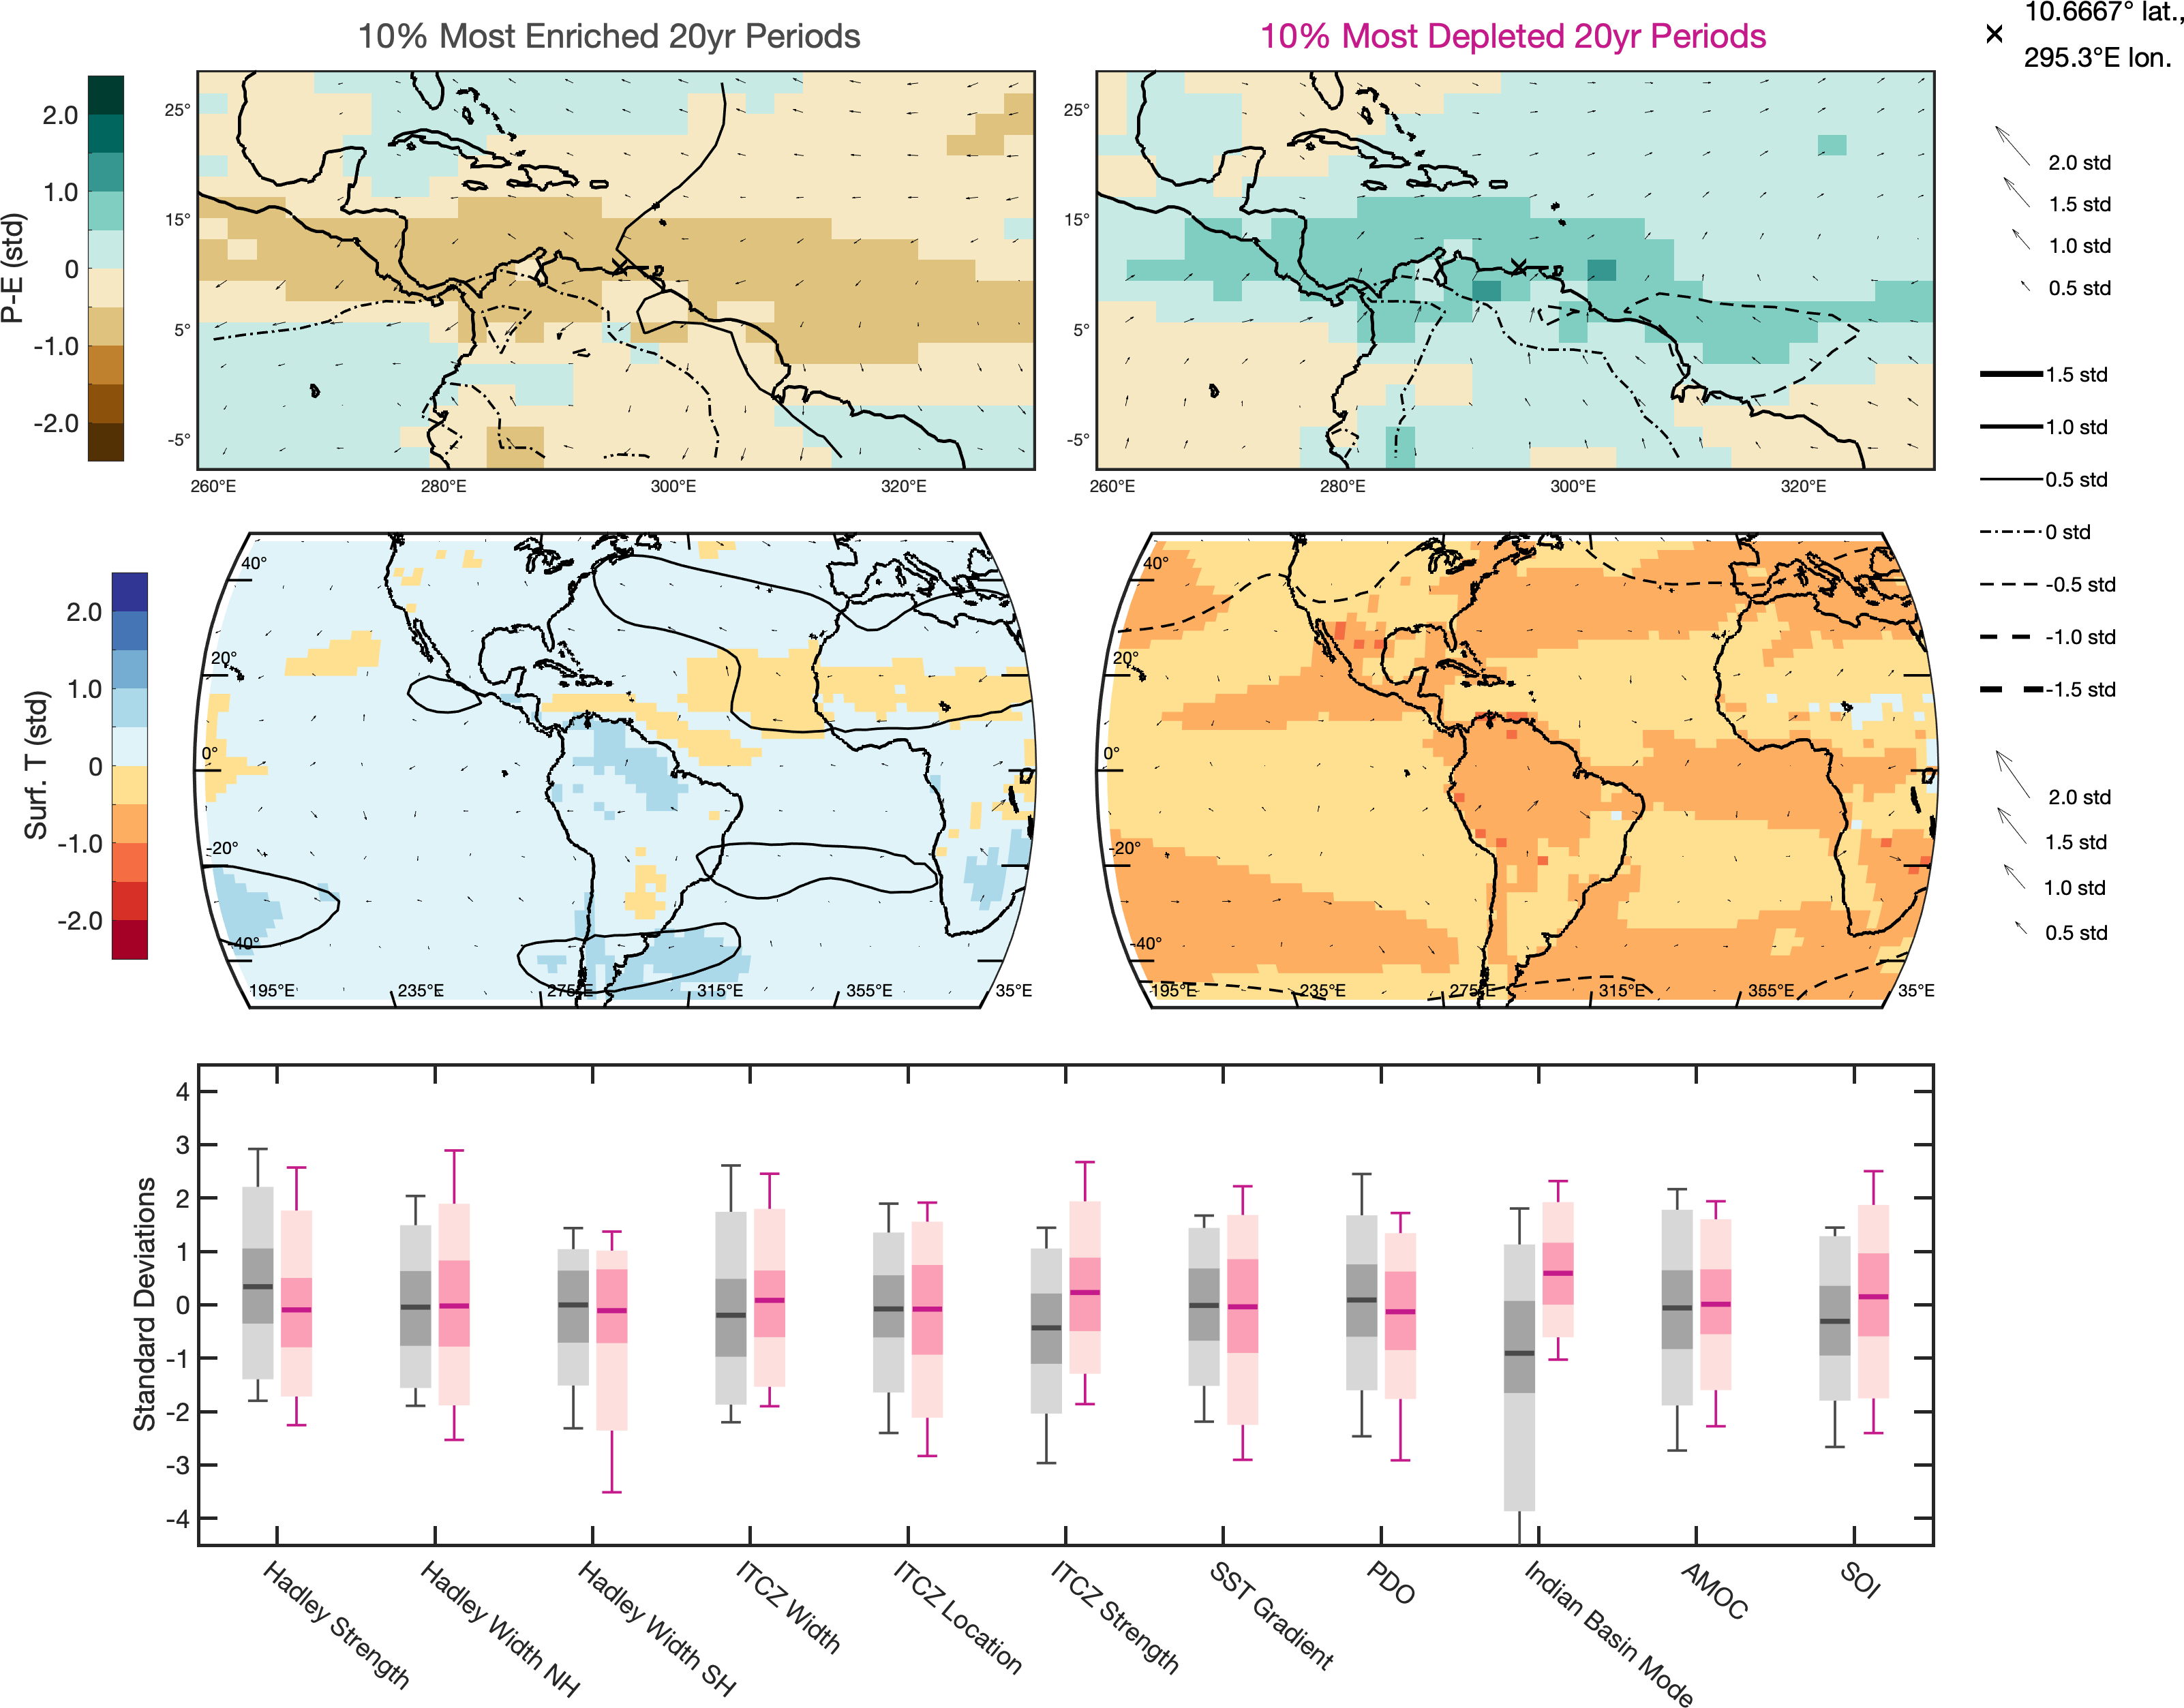 10% Most Enriched 20yr Periods
10% Most Depleted 20yr Periods
10.6667° lat.,
295.3°E lon.
P-E (std)
2.0
1.0
0
-1.0
-2.0
25°
15°
5°
-5°
260°E 280°E 300°E 320°E
25°
15°
5°
-5°
260°E 280°E 300°E 320°E
2.0 std
1.5 std
1.0 std
0.5 std
1.5 std
1.0 std
0.5 std
0 std
-0.5 std
-1.0 std
-1.5 std
Surf. T (std)
2.0
1.0
0
-1.0
-2.0
40°
20°
0°
-20°
-40°
195°E 235°E 275°E 315°E 355°E 35°E
40°
20°
0°
-20°
-40°
195°E 235°E 275°E 315°E 355°E 35°E
2.0 std
1.5 std
1.0 std
0.5 std
Standard Deviations
4
3
2
1
0
-1
-2
-3
-4
Hadley Strength
Hadley Width NH
Hadley Width SH
ITCZ Width
ITCZ Location
ITCZ Strength
SST Gradient
PDO
Indian Basin Mode
AMOC
SOI